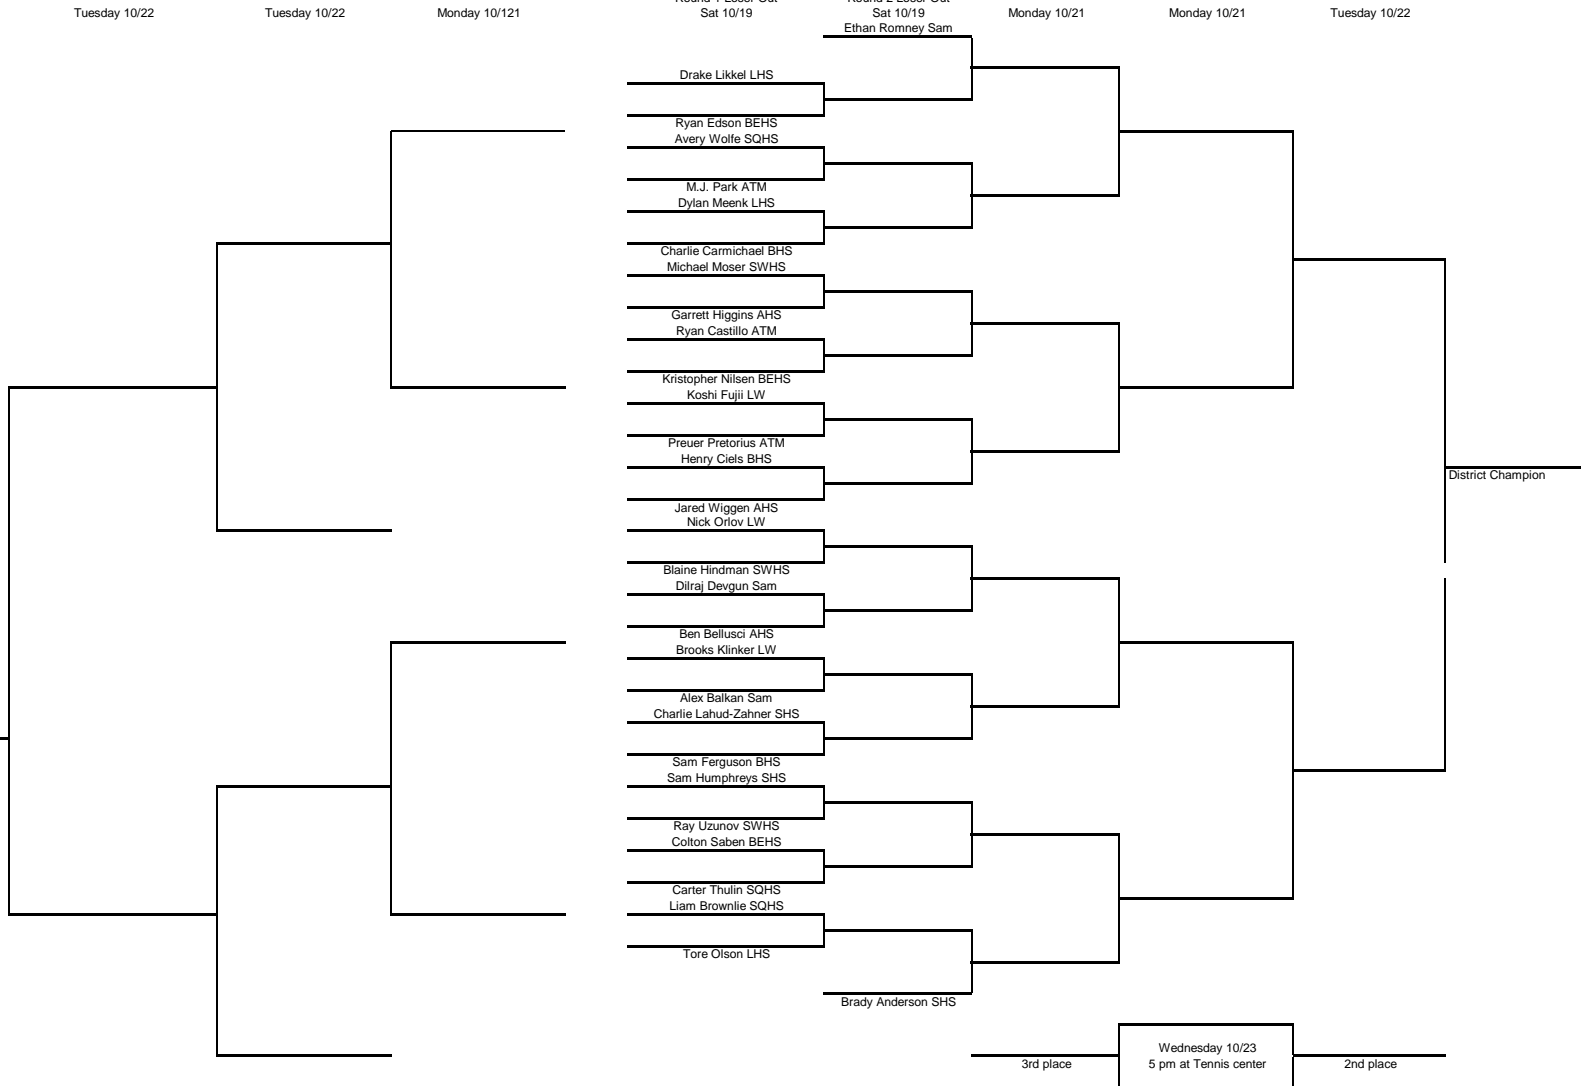 Tuesday 10/22
Tuesday 10/22
Monday 10/121
Sat 10/19
Sat 10/19
Monday 10/21
Monday 10/21
Tuesday 10/22
Ethan Romney Sam
Drake Likkel LHS
Ryan Edson BEHS
Avery Wolfe SQHS
M.J. Park ATM
Dylan Meenk LHS
Charlie Carmichael BHS
Michael Moser SWHS
Garrett Higgins AHS
Ryan Castillo ATM
Kristopher Nilsen BEHS
Koshi Fujii LW
Preuer Pretorius ATM
Henry Ciels BHS
District Champion
Jared Wiggen AHS
Nick Orlov LW
Blaine Hindman SWHS
Dilraj Devgun Sam
Ben Bellusci AHS
Brooks Klinker LW
Alex Balkan Sam
Charlie Lahud-Zahner SHS
Sam Ferguson BHS
Sam Humphreys SHS
Ray Uzunov SWHS
Colton Saben BEHS
Carter Thulin SQHS
Liam Brownlie SQHS
Tore Olson LHS
Brady Anderson SHS
Wednesday 10/23
3rd place
5 pm at Tennis center
2nd place